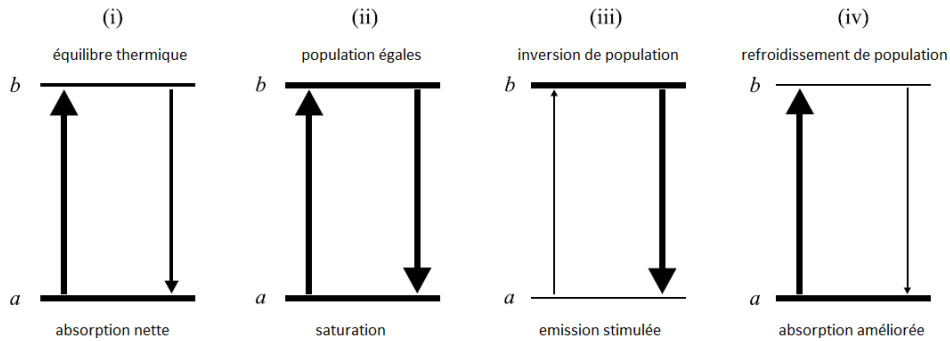 (i) (ii) (iii) (iv)
équilibre thermique population égales inversion de population refroidissement de population
b b b b
a a a a
absorption nette saturation emission stimulée absorption améliorée